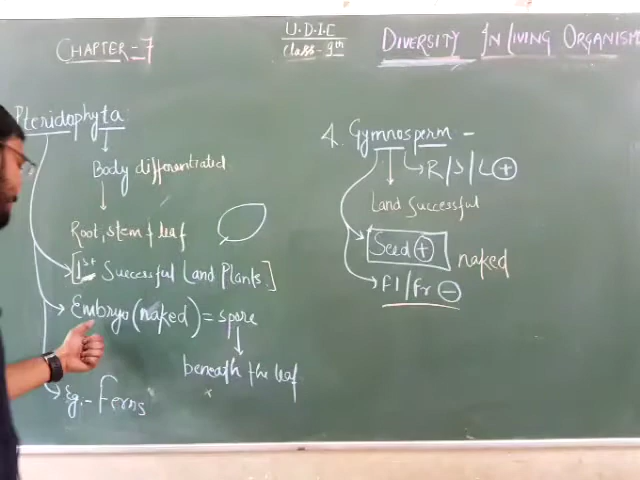 CHAPTER-7
U.D.I.C
Class-9th
DIVERSITY IN LIVING ORGANISM
Pteridophyta
Body differentiated
Root, stem & leaf
[1st Successful Land Plants.]
Embryo (naked) = spore
beneath the leaf
Eg.- Ferns
4. Gymnosperm -
R/S/L +
Land Successful
Seed + naked
Fl/Fr -